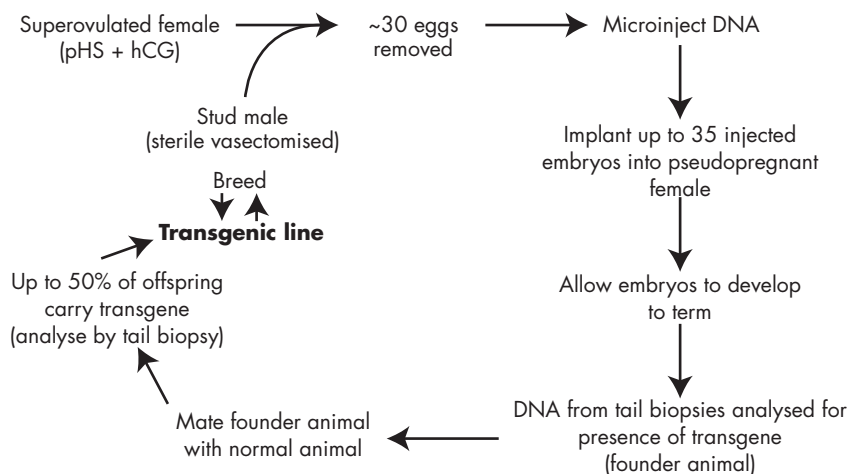 Superovulated female
(pHS + hCG)
~30 eggs
removed
Microinject DNA
Stud male
(sterile vasectomised)
Implant up to 35 injected
embryos into pseudopregnant
female
Breed
Transgenic line
Up to 50% of offspring
carry transgene
(analyse by tail biopsy)
Allow embryos to develop
to term
Mate founder animal
with normal animal
DNA from tail biopsies analysed for
presence of transgene
(founder animal)